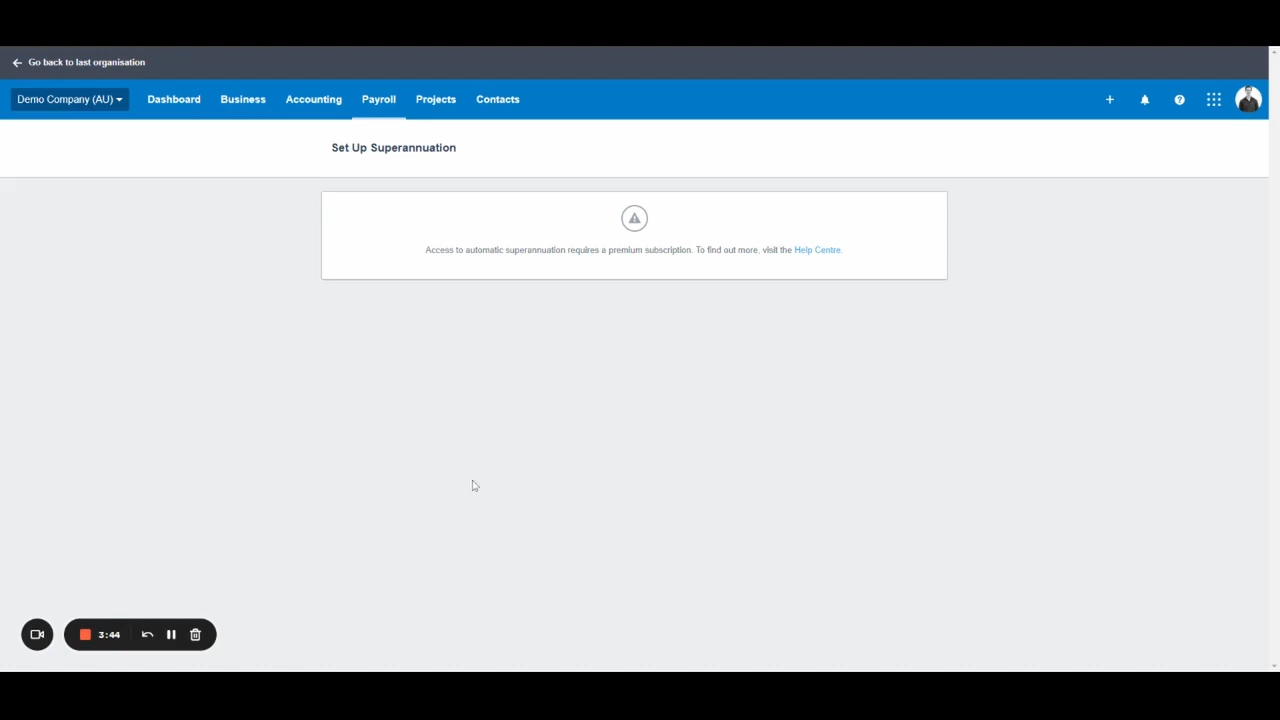 Go back to last organisation
Demo Company (AU) Dashboard Business Accounting Payroll Projects Contacts
Set Up Superannuation
Access to automatic superannuation requires a premium subscription. To find out more, visit the Help Centre.
3:44